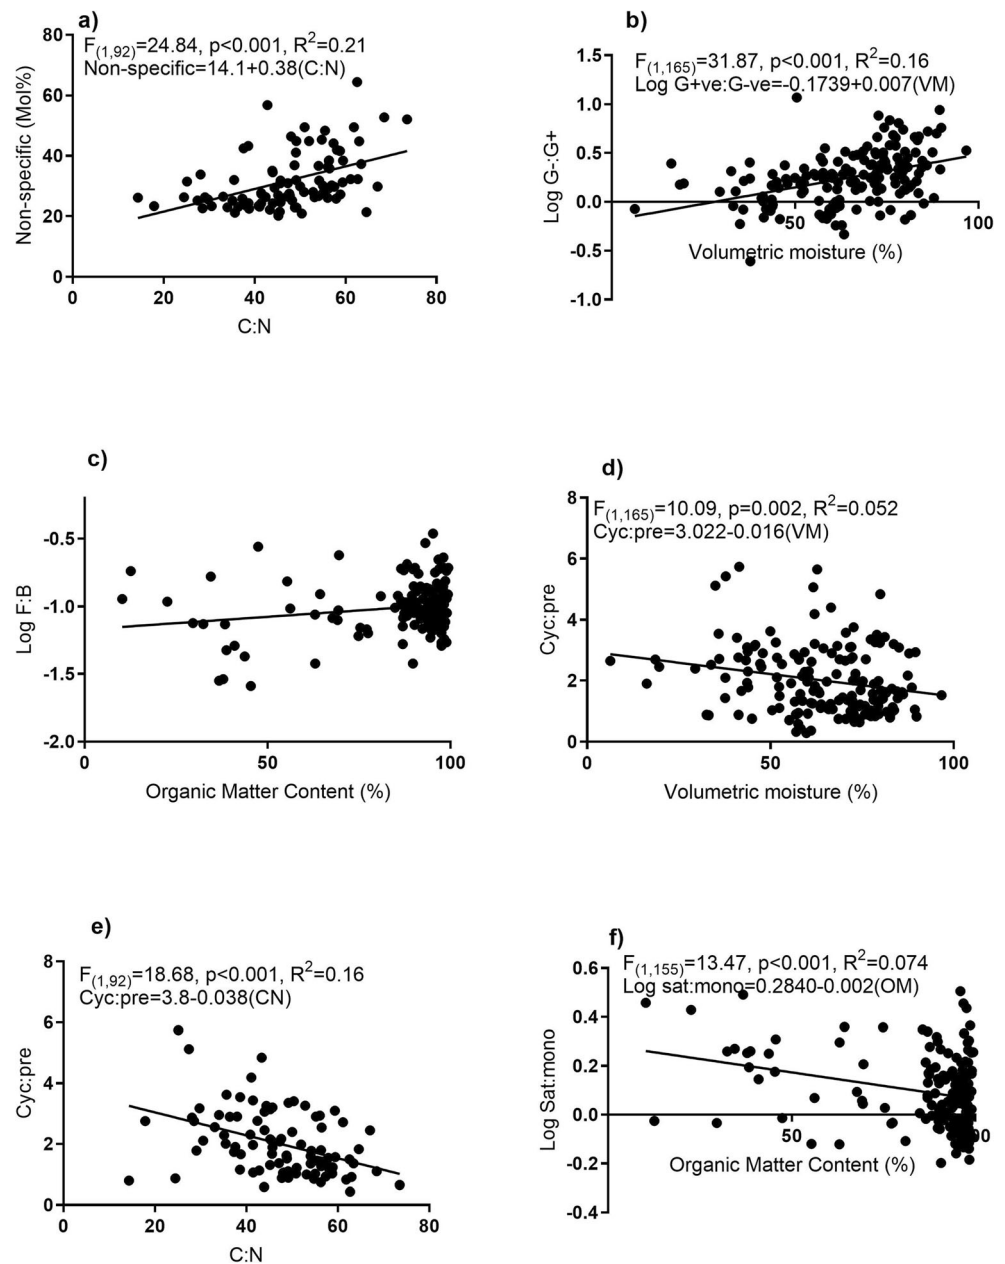 a)
F(1,92)=24.84, p<0.001, R2=0.21
Non-specific=14.1+0.38(C:N)
Non-specific (Mol%)
80
60
40
20
0
0 20 40 60 80
C:N
b)
F(1,165)=31.87, p<0.001, R2=0.16
Log G+ve:G-ve=-0.1739+0.007(VM)
Log G-:G+
1.5
1.0
0.5
0.0
-0.5
-1.0
50 100
Volumetric moisture (%)
c)
Log F:B
-0.5
-1.0
-1.5
-2.0
0 50 100
Organic Matter Content (%)
d)
F(1,165)=10.09, p=0.002, R2=0.052
Cyc:pre=3.022-0.016(VM)
Cyc:pre
8
6
4
2
0
0 50 100
Volumetric moisture (%)
e)
F(1,92)=18.68, p<0.001, R2=0.16
Cyc:pre=3.8-0.038(CN)
Cyc:pre
8
6
4
2
0
0 20 40 60 80
C:N
f)
F(1,155)=13.47, p<0.001, R2=0.074
Log sat:mono=0.2840-0.002(OM)
Log Sat:mono
0.6
0.4
0.2
0.0
-0.2
-0.4
50
Organic Matter Content (%)